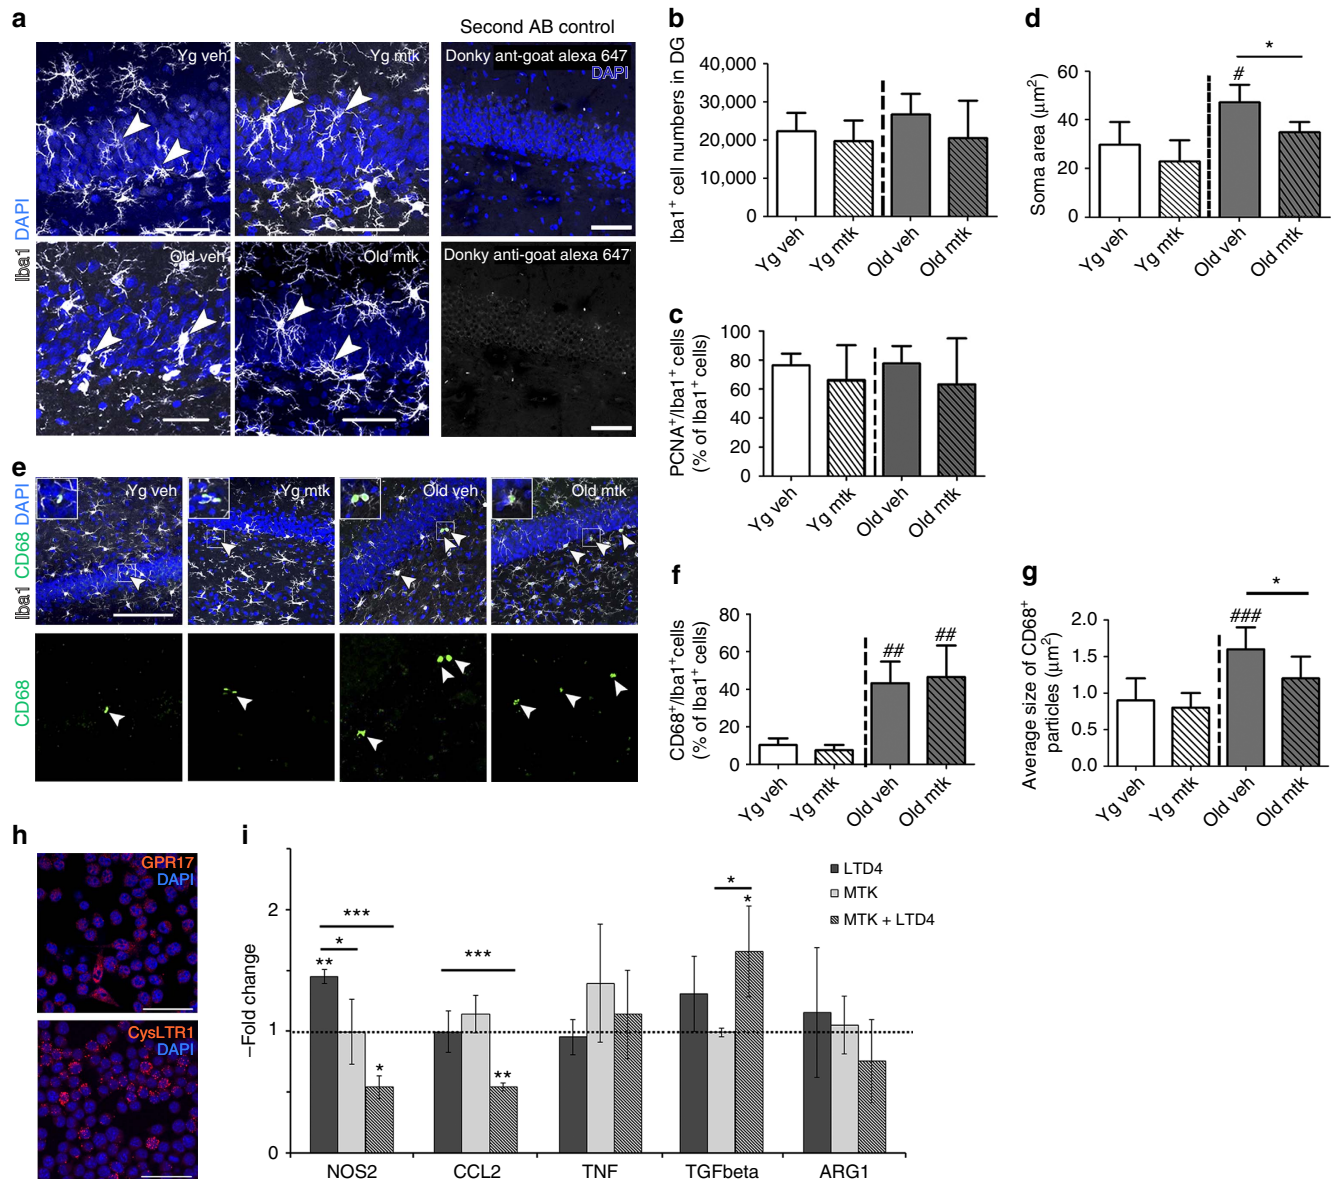 a
Second AB control
Iba1 DAPI
Yg veh
Yg mtk
Donky ant-goat alexa 647
DAPI
Old veh
Old mtk
Donky anti-goat alexa 647
b
Iba1+ cell numbers in DG
40,000
30,000
20,000
10,000
0
Yg veh
Yg mtk
Old veh
Old mtk
c
PCNA+/Iba1+ cells
(% of Iba1+ cells)
100
80
60
40
20
0
Yg veh
Yg mtk
Old veh
Old mtk
d
Soma area (µm2)
60
40
20
0
#
*
Yg veh
Yg mtk
Old veh
Old mtk
e
Iba1 CD68 DAPI
Yg veh
Yg mtk
Old veh
Old mtk
CD68
f
CD68+/Iba1+cells
(% of Iba1+ cells)
80
60
40
20
0
##
##
Yg veh
Yg mtk
Old veh
Old mtk
g
Average size of CD68+
particles (µm2)
2.0
1.5
1.0
0.5
0.0
###
*
Yg veh
Yg mtk
Old veh
Old mtk
h
GPR17
DAPI
CysLTR1
DAPI
i
–Fold change
2
1
0
***
*
**
*
***
**
*
*
LTD4
MTK
MTK + LTD4
NOS2
CCL2
TNF
TGFbeta
ARG1